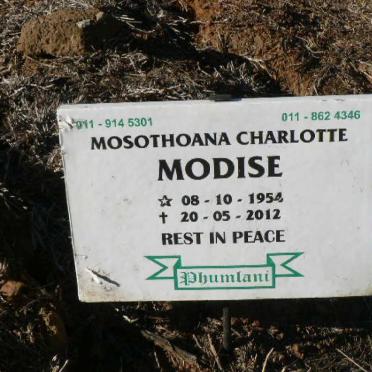 011 - 914 5301 011 - 862 4346
MOSOTHOANA CHARLOTTE
MODISE
☆ 08 - 10 - 1954
✝ 20 - 05 - 2012
REST IN PEACE
Phumlani